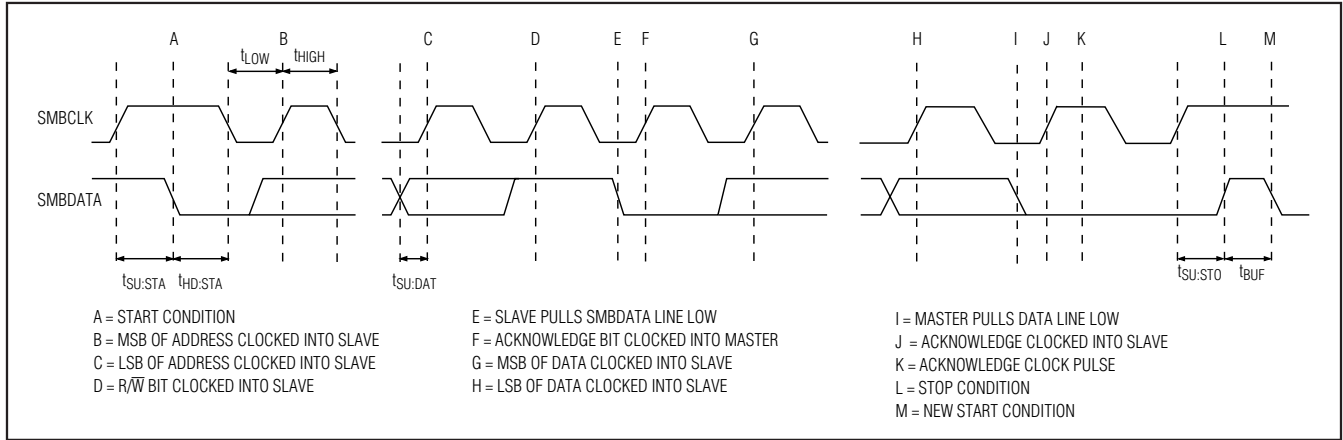 A B C D E F G H I J K L M
tLOW tHIGH
SMBCLK
SMBDATA
tSU:STA tHD:STA tSU:DAT tSU:STO tBUF
A = START CONDITION
B = MSB OF ADDRESS CLOCKED INTO SLAVE
C = LSB OF ADDRESS CLOCKED INTO SLAVE
D = R/W̅ BIT CLOCKED INTO SLAVE
E = SLAVE PULLS SMBDATA LINE LOW
F = ACKNOWLEDGE BIT CLOCKED INTO MASTER
G = MSB OF DATA CLOCKED INTO SLAVE
H = LSB OF DATA CLOCKED INTO SLAVE
I = MASTER PULLS DATA LINE LOW
J = ACKNOWLEDGE CLOCKED INTO SLAVE
K = ACKNOWLEDGE CLOCK PULSE
L = STOP CONDITION
M = NEW START CONDITION